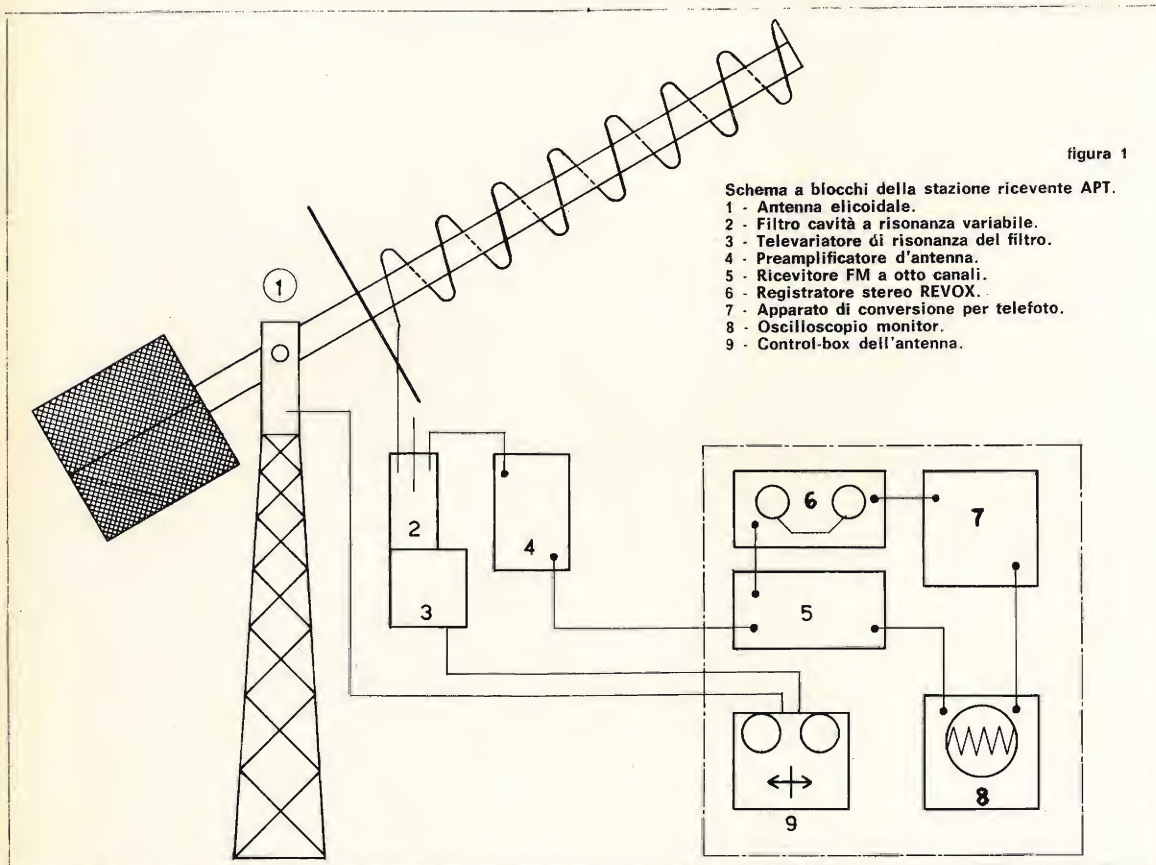 figura 1
Schema a blocchi della stazione ricevente APT.
1 - Antenna elicoidale.
2 - Filtro cavità a risonanza variabile.
3 - Televariatore di risonanza del filtro.
4 - Preamplificatore d'antenna.
5 - Ricevitore FM a otto canali.
6 - Registratore stereo REVOX.
7 - Apparato di conversione per telefoto.
8 - Oscilloscopio monitor.
9 - Control-box dell'antenna.
1
2
3
4
5
6
7
8
9